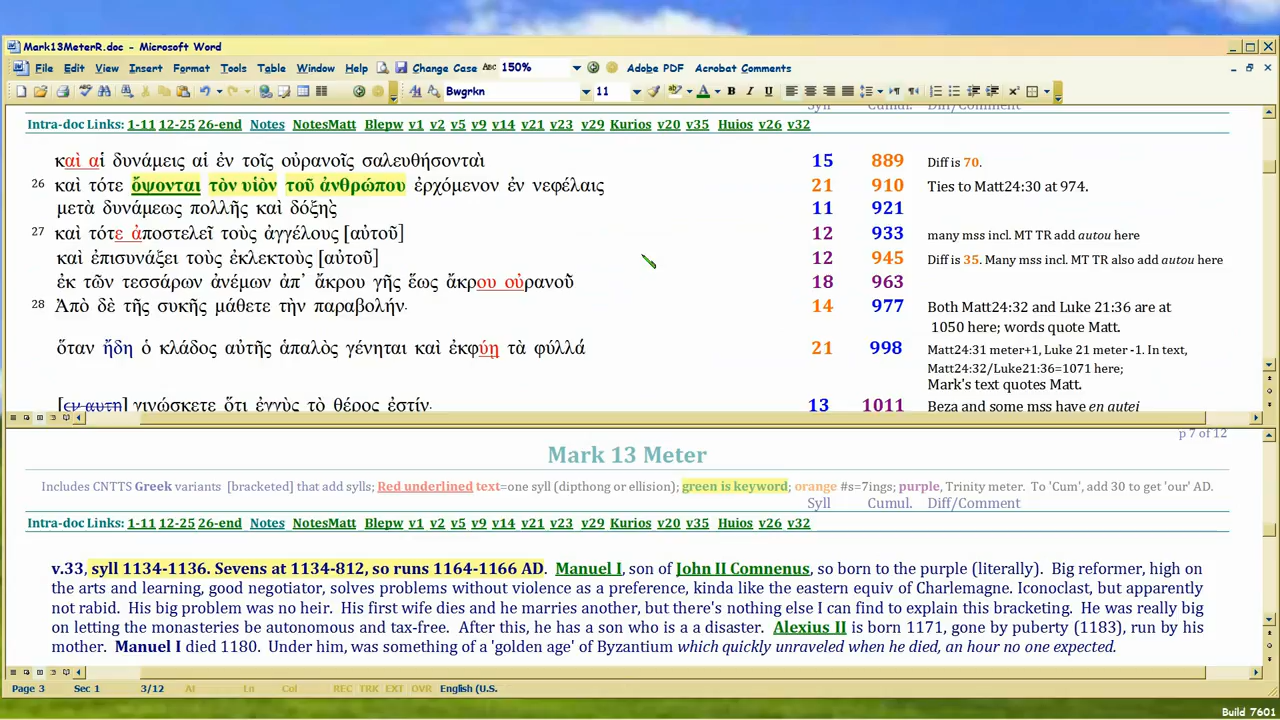 Mark13MeterR.doc - Microsoft Word
File Edit View Insert Format Tools Table Window Help Change Case 150% Adobe PDF Acrobat Comments
Bwgrkn 11 B I U
Syll Cumul. Diff/Comment
Intra-doc Links: 1-11 12-25 26-end Notes NotesMatt Blepw v1 v2 v5 v9 v14 v21 v23 v29 Kurios v20 v35 Huios v26 v32
καὶ αἱ δυνάμεις αἱ ἐν τοῖς οὐρανοῖς σαλευθήσονται 15 889 Diff is 70.
26 καὶ τότε ὄψονται τὸν υἱὸν τοῦ ἀνθρώπου ἐρχόμενον ἐν νεφέλαις 21 910 Ties to Matt24:30 at 974.
μετὰ δυνάμεως πολλῆς καὶ δόξης 11 921
27 καὶ τότε ἀποστελεῖ τοὺς ἀγγέλους [αὐτοῦ] 12 933 many mss incl. MT TR add autou here
καὶ ἐπισυνάξει τοὺς ἐκλεκτοὺς [αὐτοῦ] 12 945 Diff is 35. Many mss incl. MT TR also add autou here
ἐκ τῶν τεσσάρων ἀνέμων ἀπ᾽ ἄκρου γῆς ἕως ἄκρου οὐρανοῦ 18 963
28 Ἀπὸ δὲ τῆς συκῆς μάθετε τὴν παραβολήν· 14 977 Both Matt24:32 and Luke 21:36 are at
1050 here; words quote Matt.
ὅταν ἤδη ὁ κλάδος αὐτῆς ἁπαλὸς γένηται καὶ ἐκφύῃ τὰ φύλλα 21 998 Matt24:31 meter+1, Luke 21 meter -1. In text,
Matt24:32/Luke21:36=1071 here;
Mark's text quotes Matt.
[εν αυτη] γινώσκετε ὅτι ἐγγὺς τὸ θέρος ἐστίν· 13 1011 Beza and some mss have en autei
p 7 of 12
Mark 13 Meter
Includes CNTTS Greek variants [bracketed] that add sylls; Red underlined text=one syll (dipthong or ellision); green is keyword; orange #s=7ings; purple, Trinity meter. To 'Cum', add 30 to get 'our' AD.
Syll Cumul. Diff/Comment
Intra-doc Links: 1-11 12-25 26-end Notes NotesMatt Blepw v1 v2 v5 v9 v14 v21 v23 v29 Kurios v20 v35 Huios v26 v32
v.33, syll 1134-1136. Sevens at 1134-812, so runs 1164-1166 AD. Manuel I, son of John II Comnenus, so born to the purple (literally). Big reformer, high on
the arts and learning, good negotiator, solves problems without violence as a preference, kinda like the eastern equiv of Charlemagne. Iconoclast, but apparently
not rabid. His big problem was no heir. His first wife dies and he marries another, but there's nothing else I can find to explain this bracketing. He was really big
on letting the monasteries be autonomous and tax-free. After this, he has a son who is a a disaster. Alexius II is born 1171, gone by puberty (1183), run by his
mother. Manuel I died 1180. Under him, was something of a 'golden age' of Byzantium which quickly unraveled when he died, an hour no one expected.
Page 3 Sec 1 3/12 At Ln Col REC TRK EXT OVR English (U.S.
Build 7601